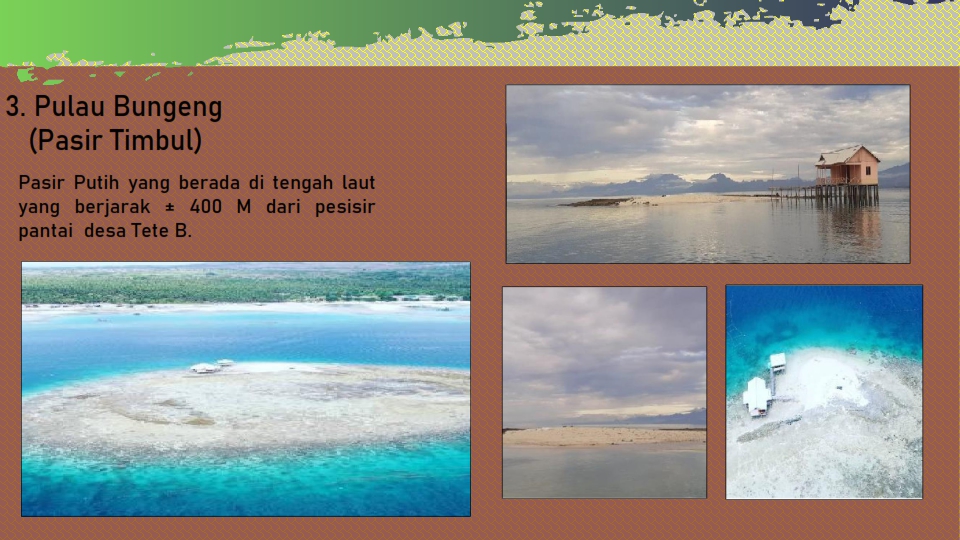 3. Pulau Bungeng
(Pasir Timbul)
Pasir Putih yang berada di tengah laut
yang berjarak ± 400 M dari pesisir
pantai desa Tete B.